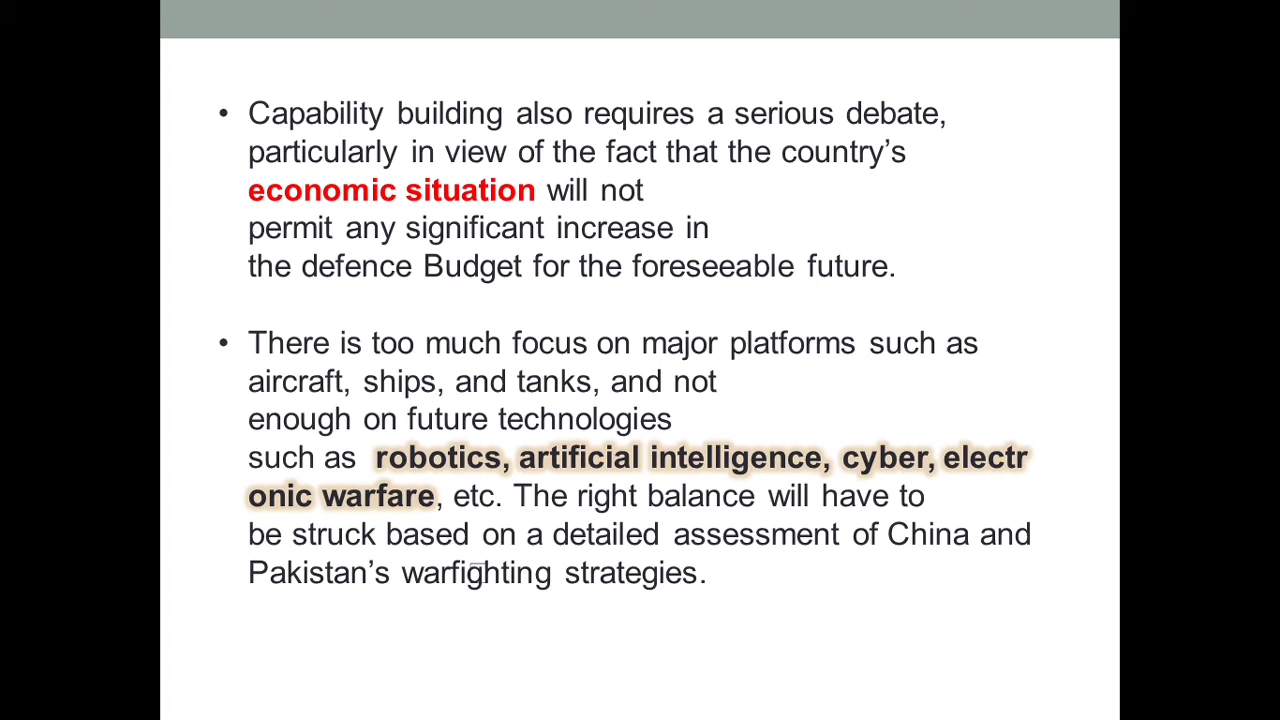 • Capability building also requires a serious debate,
particularly in view of the fact that the country’s
economic situation will not
permit any significant increase in
the defence Budget for the foreseeable future.
• There is too much focus on major platforms such as
aircraft, ships, and tanks, and not
enough on future technologies
such as robotics, artificial intelligence, cyber, electr
onic warfare, etc. The right balance will have to
be struck based on a detailed assessment of China and
Pakistan’s warfighting strategies.